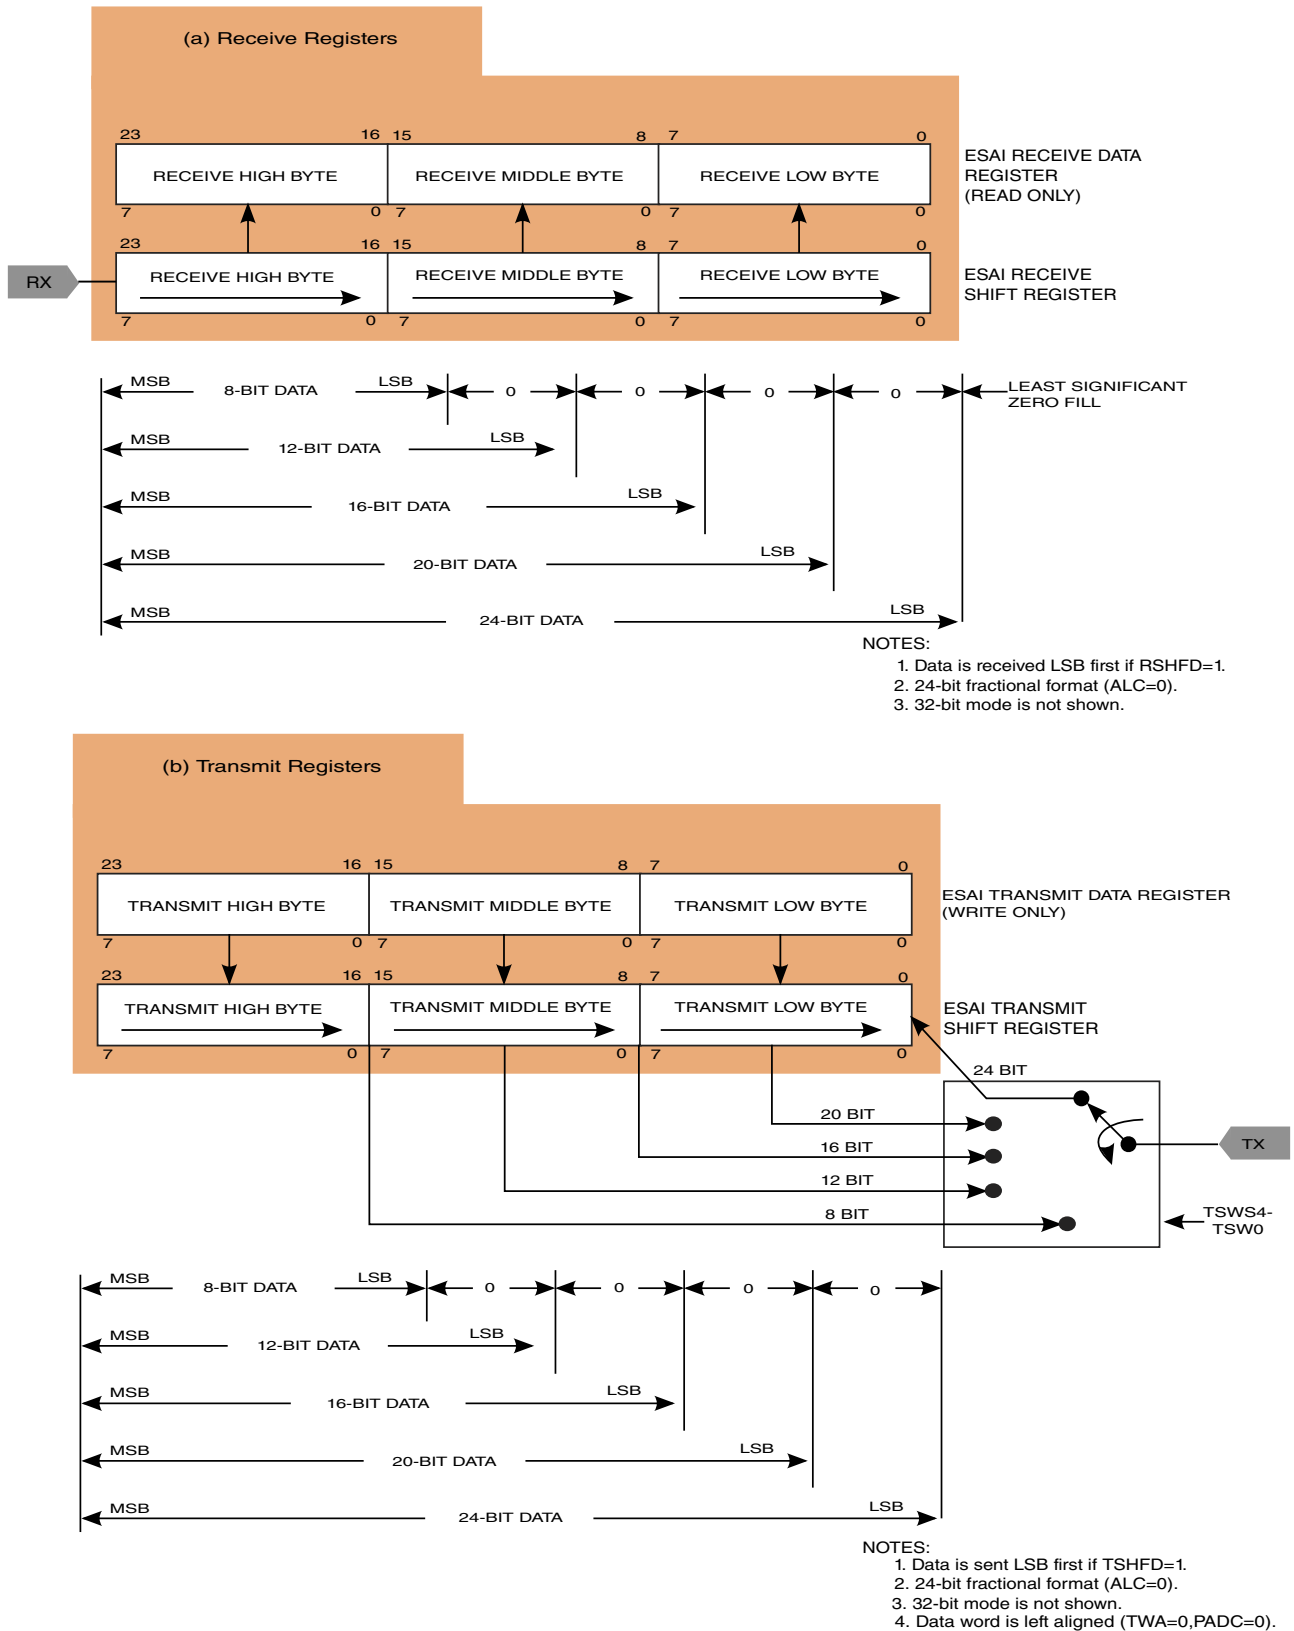 (a) Receive Registers
23 16 15 8 7 0
RECEIVE HIGH BYTE RECEIVE MIDDLE BYTE RECEIVE LOW BYTE
ESAI RECEIVE DATA
REGISTER
(READ ONLY)
7 0 7 0 7 0
23 16 15 8 7 0
RX
RECEIVE HIGH BYTE RECEIVE MIDDLE BYTE RECEIVE LOW BYTE
ESAI RECEIVE
SHIFT REGISTER
7 0 7 0 7 0
MSB 8-BIT DATA LSB 0 0 0 0
LEAST SIGNIFICANT
ZERO FILL
MSB 12-BIT DATA LSB
MSB 16-BIT DATA LSB
MSB 20-BIT DATA LSB
MSB 24-BIT DATA LSB
NOTES:
1. Data is received LSB first if RSHFD=1.
2. 24-bit fractional format (ALC=0).
3. 32-bit mode is not shown.
(b) Transmit Registers
23 16 15 8 7 0
TRANSMIT HIGH BYTE TRANSMIT MIDDLE BYTE TRANSMIT LOW BYTE
ESAI TRANSMIT DATA REGISTER
(WRITE ONLY)
7 0 7 0 7 0
23 16 15 8 7 0
TRANSMIT HIGH BYTE TRANSMIT MIDDLE BYTE TRANSMIT LOW BYTE
ESAI TRANSMIT
SHIFT REGISTER
7 0 7 0 7 0
24 BIT
20 BIT
16 BIT
12 BIT
8 BIT
TX
TSWS4-
TSW0
MSB 8-BIT DATA LSB 0 0 0 0
MSB 12-BIT DATA LSB
MSB 16-BIT DATA LSB
MSB 20-BIT DATA LSB
MSB 24-BIT DATA LSB
NOTES:
1. Data is sent LSB first if TSHFD=1.
2. 24-bit fractional format (ALC=0).
3. 32-bit mode is not shown.
4. Data word is left aligned (TWA=0,PADC=0).